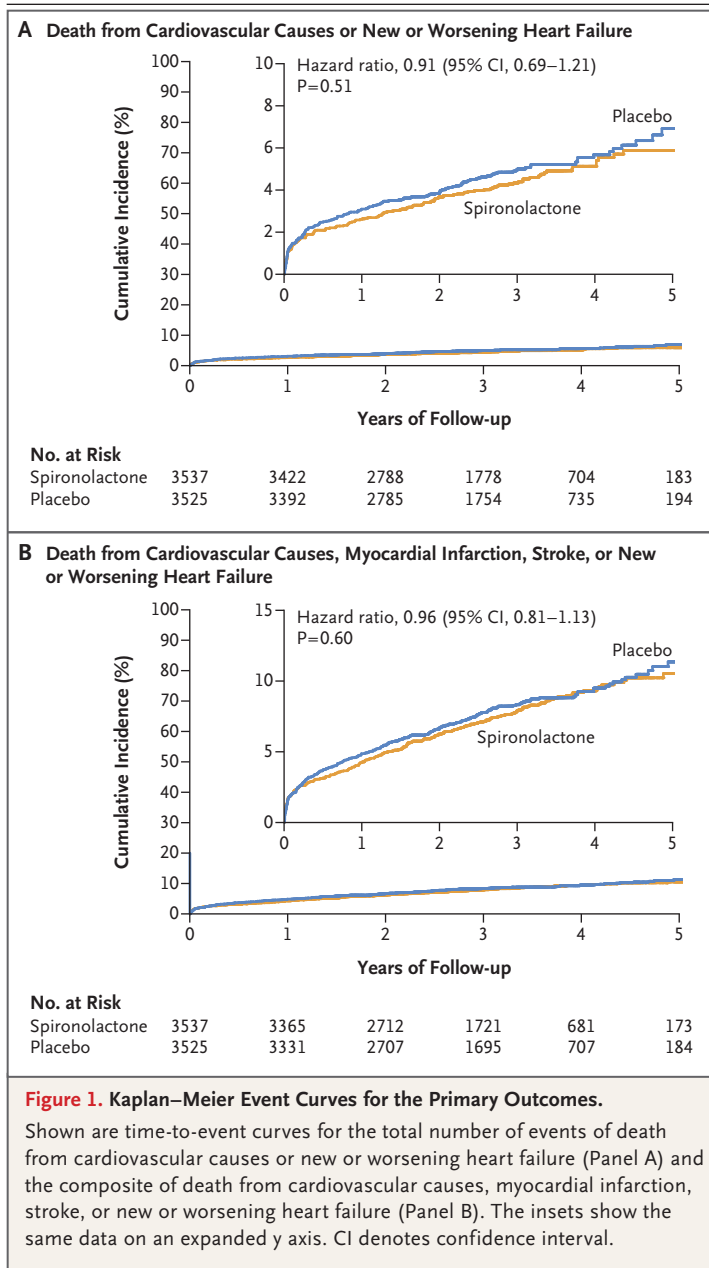 A Death from Cardiovascular Causes or New or Worsening Heart Failure
Cumulative Incidence (%)
100
90
80
70
60
50
40
30
20
10
0
0 1 2 3 4 5
Years of Follow-up
10
8
6
4
2
0
0 1 2 3 4 5
Hazard ratio, 0.91 (95% CI, 0.69–1.21)
P=0.51
Placebo
Spironolactone
No. at Risk
Spironolactone 3537 3422 2788 1778 704 183
Placebo 3525 3392 2785 1754 735 194
B Death from Cardiovascular Causes, Myocardial Infarction, Stroke, or New
or Worsening Heart Failure
Cumulative Incidence (%)
100
90
80
70
60
50
40
30
20
10
0
0 1 2 3 4 5
Years of Follow-up
15
10
5
0
0 1 2 3 4 5
Hazard ratio, 0.96 (95% CI, 0.81–1.13)
P=0.60
Placebo
Spironolactone
No. at Risk
Spironolactone 3537 3365 2712 1721 681 173
Placebo 3525 3331 2707 1695 707 184
Figure 1. Kaplan–Meier Event Curves for the Primary Outcomes.
Shown are time-to-event curves for the total number of events of death
from cardiovascular causes or new or worsening heart failure (Panel A) and
the composite of death from cardiovascular causes, myocardial infarction,
stroke, or new or worsening heart failure (Panel B). The insets show the
same data on an expanded y axis. CI denotes confidence interval.